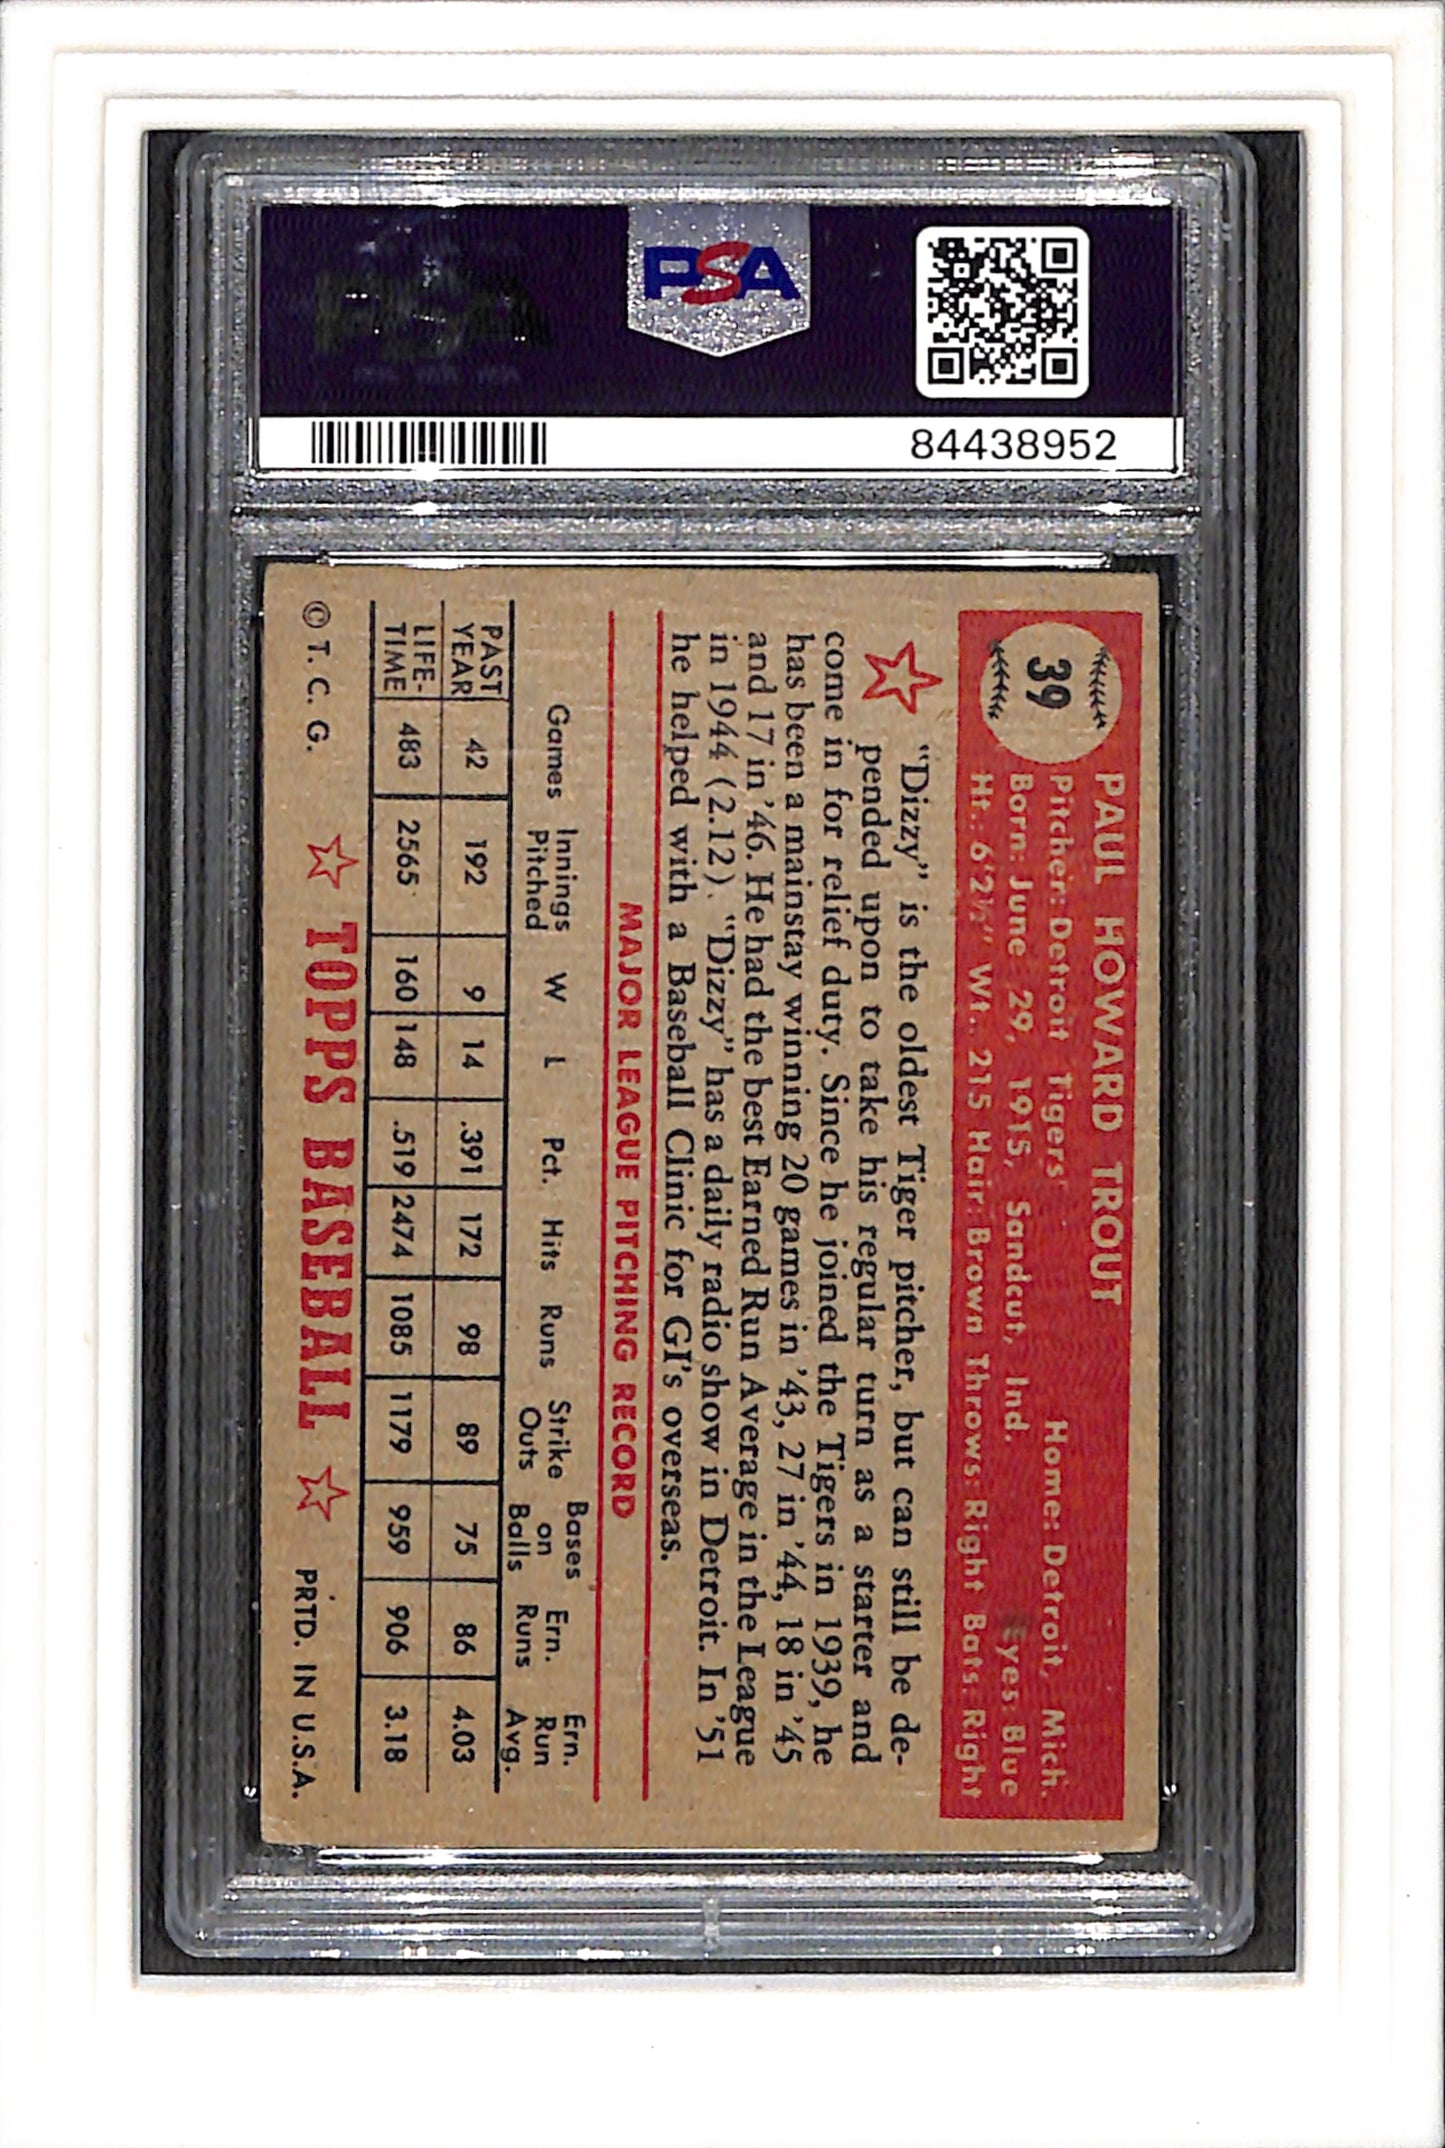 PSA
84438952
39
PAUL HOWARD TROUT
Pitcher: Detroit Tigers Home: Detroit, Mich.
Born: June 29, 1915, Sandcut, Ind. Eyes: Blue
Ht.: 6'2½" Wt.: 215 Hair: Brown Throws: Right Bats: Right
"Dizzy" is the oldest Tiger pitcher, but can still be de-
pended upon to take his regular turn as a starter and
come in for relief duty. Since he joined the Tigers in 1939, he
has been a mainstay winning 20 games in '43, 27 in '44, 18 in '45
and 17 in '46. He had the best Earned Run Average in the League
in 1944 (2.12). "Dizzy" has a daily radio show in Detroit. In '51
he helped with a Baseball Clinic for GI's overseas.
MAJOR LEAGUE PITCHING RECORD
Games Innings Pitched W L Pct. Hits Runs Strike Outs Bases on Balls Ern. Runs Ern. Run Avg.
PAST YEAR 42 192 9 14 .391 172 98 89 75 86 4.03
LIFE-TIME 483 2565 160 148 .519 2474 1085 1179 959 906 3.18
© T. C. G. TOPPS BASEBALL PRTD. IN U.S.A.